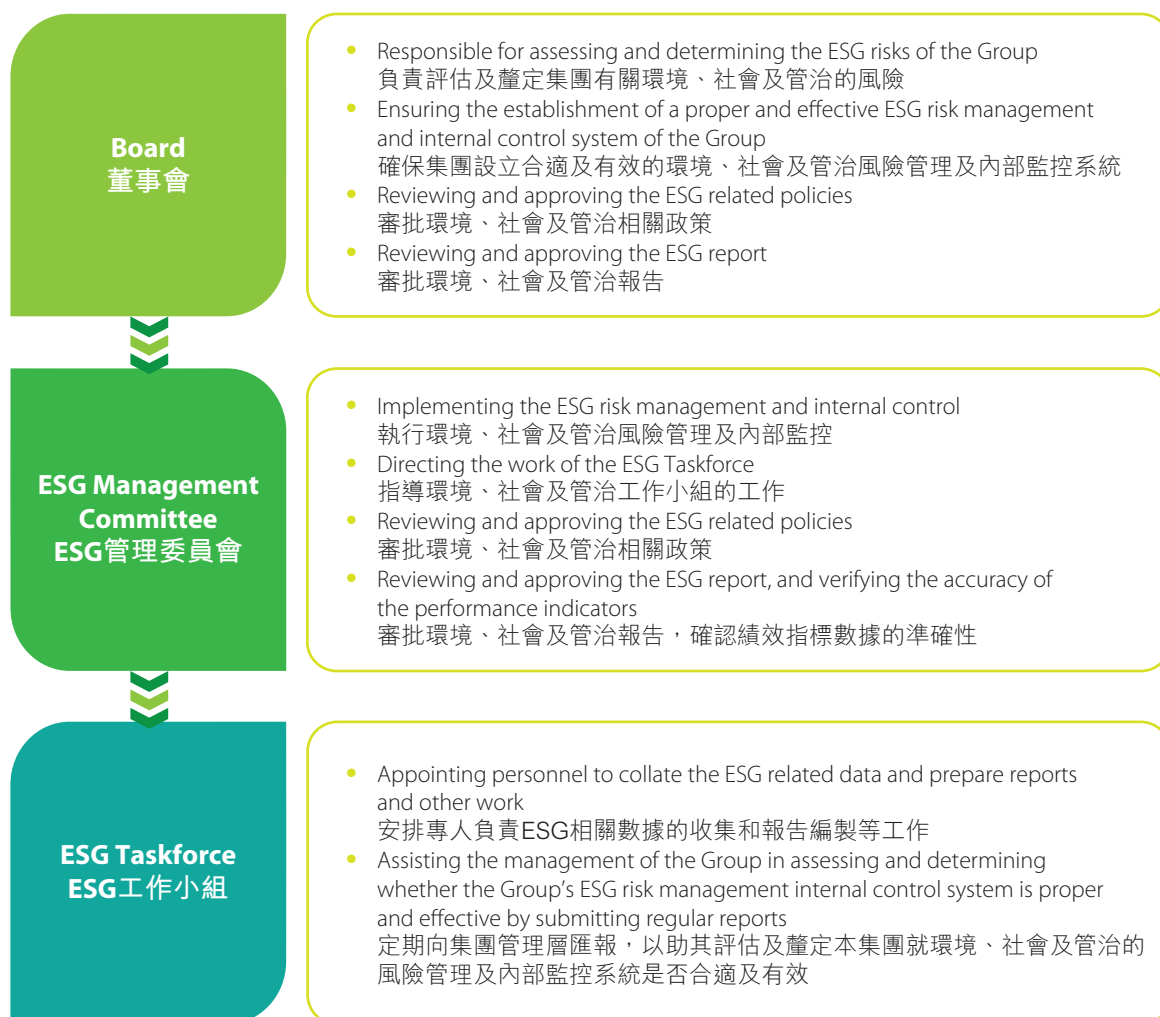 Board
董事會
• Responsible for assessing and determining the ESG risks of the Group
負責評估及釐定集團有關環境、社會及管治的風險
• Ensuring the establishment of a proper and effective ESG risk management
and internal control system of the Group
確保集團設立合適及有效的環境、社會及管治風險管理及內部監控系統
• Reviewing and approving the ESG related policies
審批環境、社會及管治相關政策
• Reviewing and approving the ESG report
審批環境、社會及管治報告
ESG Management
Committee
ESG管理委員會
• Implementing the ESG risk management and internal control
執行環境、社會及管治風險管理及內部監控
• Directing the work of the ESG Taskforce
指導環境、社會及管治工作小組的工作
• Reviewing and approving the ESG related policies
審批環境、社會及管治相關政策
• Reviewing and approving the ESG report, and verifying the accuracy of
the performance indicators
審批環境、社會及管治報告，確認績效指標數據的準確性
ESG Taskforce
ESG工作小組
• Appointing personnel to collate the ESG related data and prepare reports
and other work
安排專人負責ESG相關數據的收集和報告編製等工作
• Assisting the management of the Group in assessing and determining
whether the Group's ESG risk management internal control system is proper
and effective by submitting regular reports
定期向集團管理層匯報，以助其評估及釐定本集團就環境、社會及管治的
風險管理及內部監控系統是否合適及有效